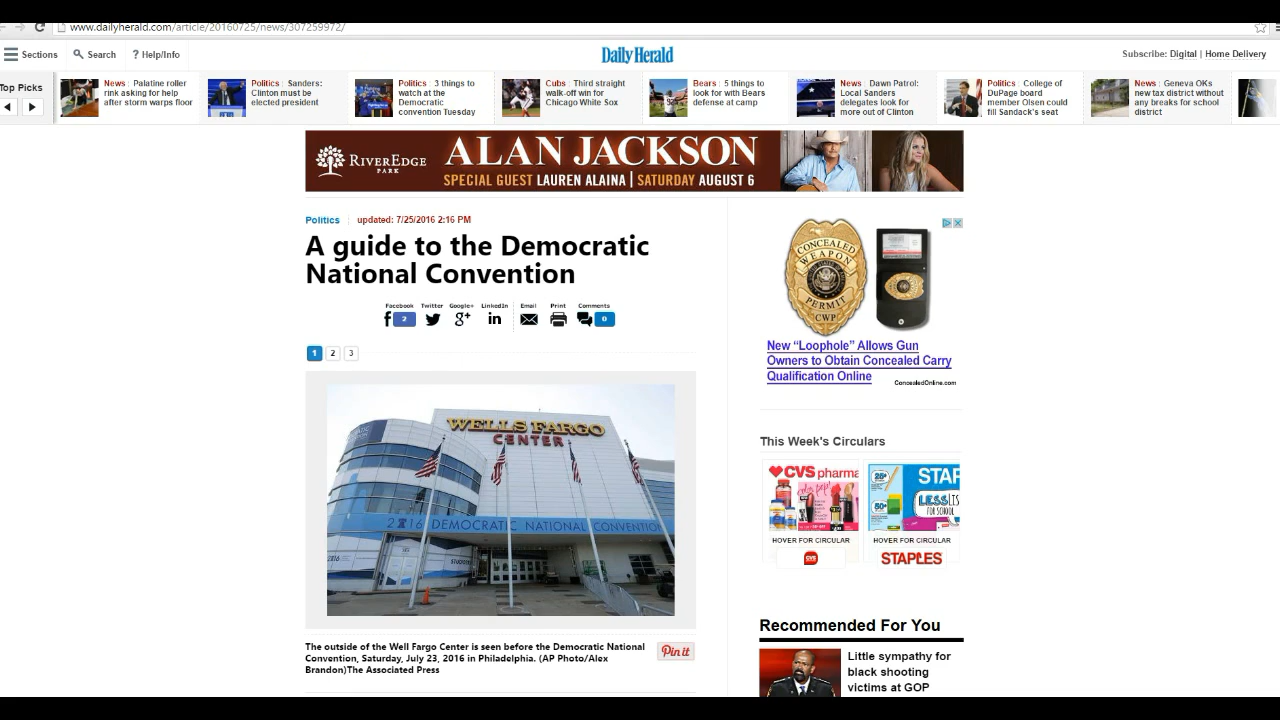 www.dailyherald.com/article/20160725/news/307259972/
Sections
Search
? Help/Info
Daily Herald
Subscribe: Digital | Home Delivery
Top Picks
News | Palatine roller
rink asking for help
after storm warps floor
Politics | Sanders:
Clinton must be
elected president
Politics | 3 things to
watch at the
Democratic
convention Tuesday
Cubs | Third straight
walk-off win for
Chicago White Sox
Bears | 5 things to
look for with Bears
defense at camp
News | Dawn Patrol:
Local Sanders
delegates look for
more out of Clinton
Politics | College of
DuPage board
member Olsen could
fill Sandack's seat
News | Geneva OKs
new tax district without
any breaks for school
district
RIVEREDGE
PARK
ALAN JACKSON
SPECIAL GUEST LAUREN ALAINA | SATURDAY AUGUST 6
Politics
updated: 7/25/2016 2:16 PM
A guide to the Democratic
National Convention
Facebook
Twitter
Google+
LinkedIn
Email
Print
Comments
2
0
1 2 3
WELLS FARGO
CENTER
2016 DEMOCRATIC NATIONAL CONVENTION
The outside of the Well Fargo Center is seen before the Democratic National
Convention, Saturday, July 23, 2016 in Philadelphia. (AP Photo/Alex
Brandon)The Associated Press
Pin it
CONCEALED
WEAPON
PERMIT
CWP
New “Loophole” Allows Gun
Owners to Obtain Concealed Carry
Qualification Online
ConcealedOnline.com
This Week's Circulars
CVS pharma
color pop!
STAP
25¢
50¢
LESSLIST
FOR SCHOOL
HOVER FOR CIRCULAR
HOVER FOR CIRCULAR
CVS
STAPLES
Recommended For You
Little sympathy for
black shooting
victims at GOP